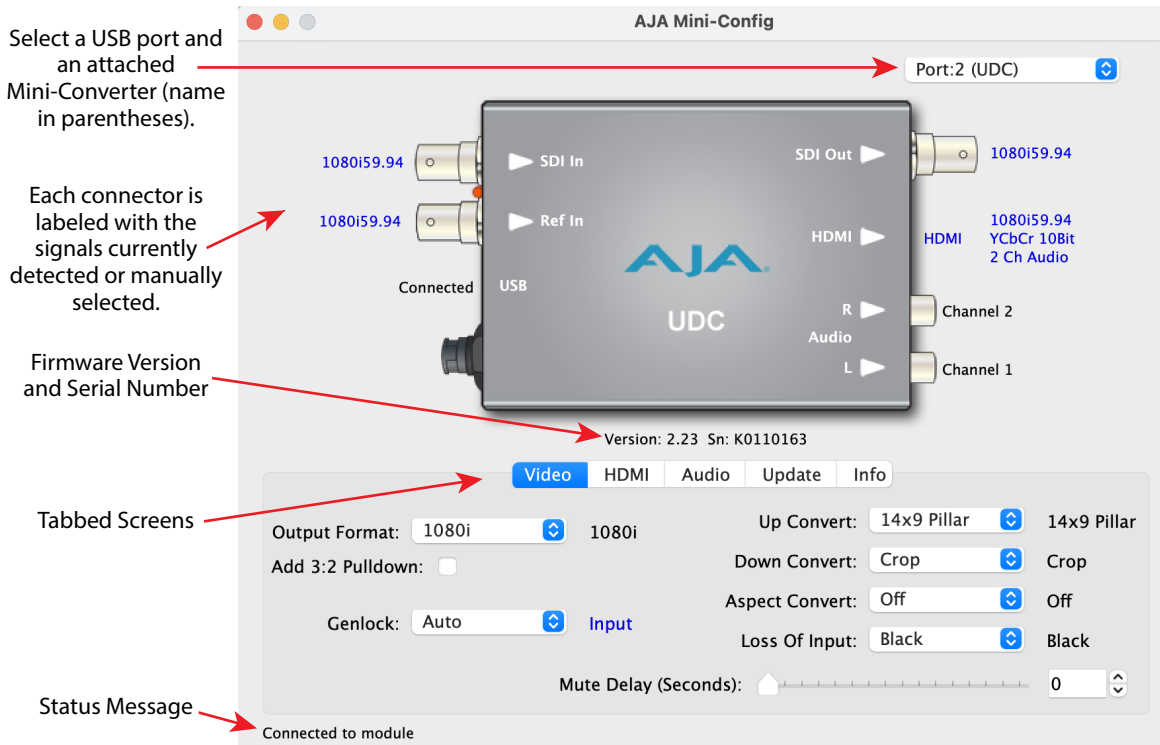 AJA Mini-Config
Select a USB port and
an attached
Mini-Converter (name
in parentheses).
Port:2 (UDC)
1080i59.94
SDI In
SDI Out
1080i59.94
Each connector is
labeled with the
signals currently
detected or manually
selected.
1080i59.94
Ref In
HDMI
HDMI
1080i59.94
YCbCr 10Bit
2 Ch Audio
AJA
Connected
USB
UDC
R
Channel 2
Audio
L
Channel 1
Firmware Version
and Serial Number
Version: 2.23 Sn: K0110163
Video HDMI Audio Update Info
Tabbed Screens
Output Format: 1080i 1080i
Up Convert: 14x9 Pillar 14x9 Pillar
Add 3:2 Pulldown:
Down Convert: Crop Crop
Aspect Convert: Off Off
Genlock: Auto Input
Loss Of Input: Black Black
Mute Delay (Seconds): 0
Status Message
Connected to module